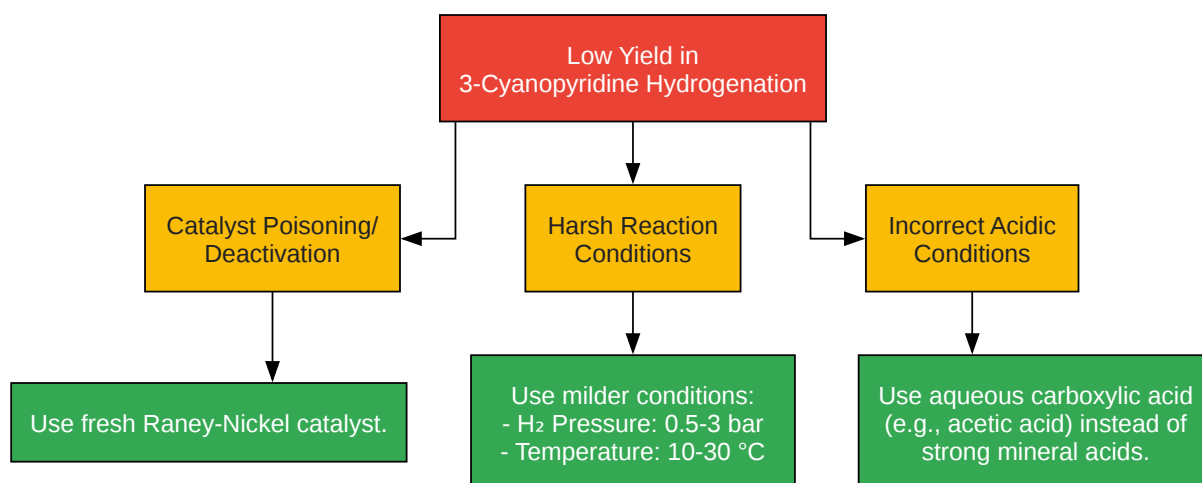 Low Yield in
3-Cyanopyridine Hydrogenation
Catalyst Poisoning/
Deactivation
Harsh Reaction
Conditions
Incorrect Acidic
Conditions
Use fresh Raney-Nickel catalyst.
Use milder conditions:
- H₂ Pressure: 0.5-3 bar
- Temperature: 10-30 °C
Use aqueous carboxylic acid
(e.g., acetic acid) instead of
strong mineral acids.